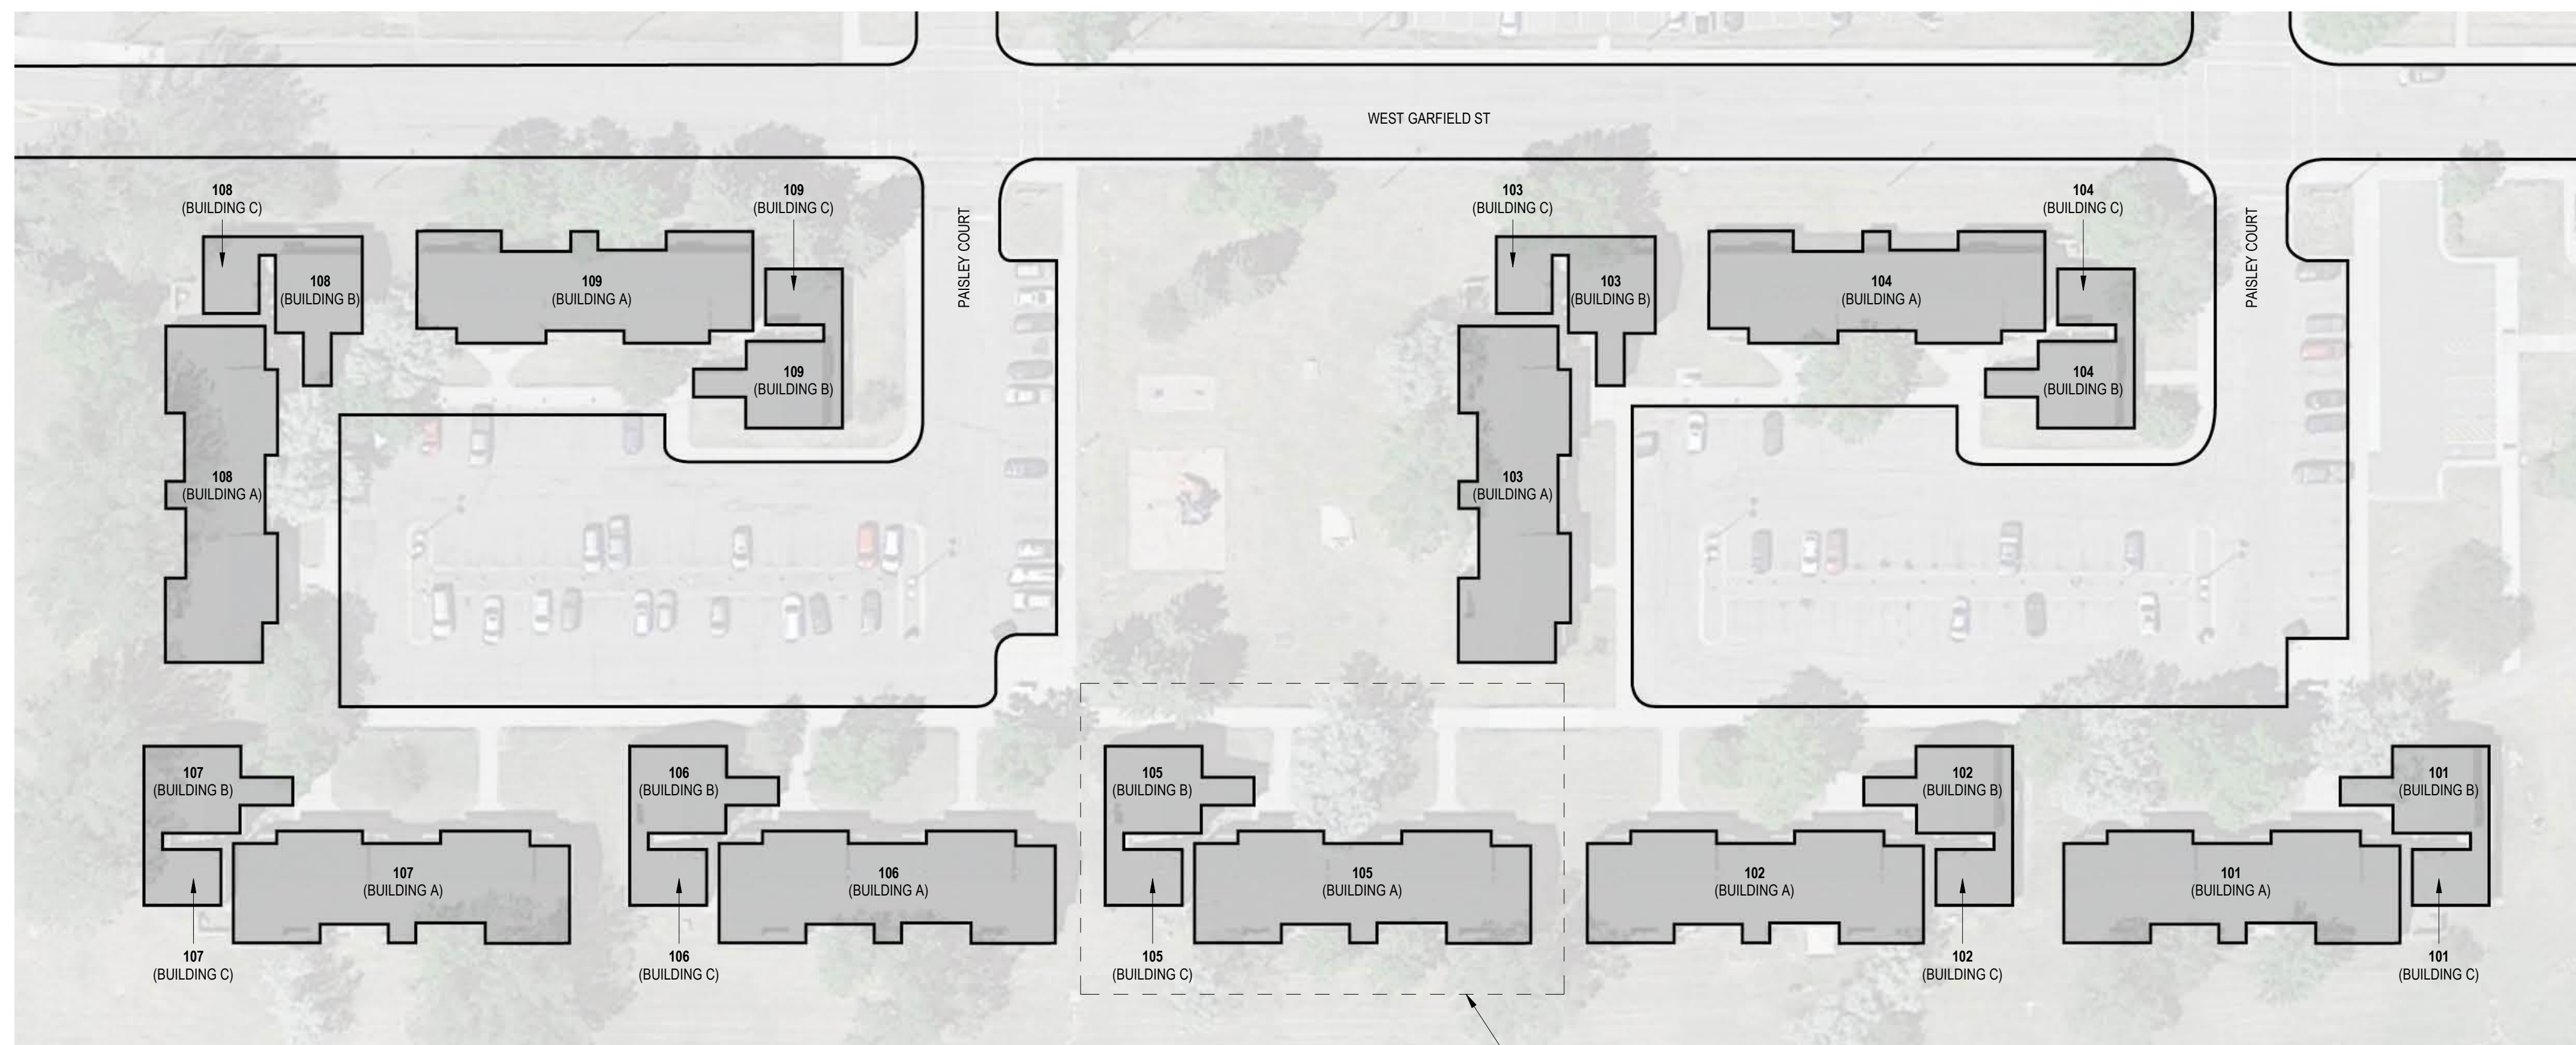 WEST GARFIELD ST
108
(BUILDING C)
109
(BUILDING C)
PAISLEY COURT
103
(BUILDING C)
104
(BUILDING C)
PAISLEY COURT
108
(BUILDING B)
109
(BUILDING A)
103
(BUILDING B)
104
(BUILDING A)
109
(BUILDING B)
104
(BUILDING B)
108
(BUILDING A)
103
(BUILDING A)
107
(BUILDING B)
106
(BUILDING B)
105
(BUILDING B)
102
(BUILDING B)
101
(BUILDING B)
107
(BUILDING A)
106
(BUILDING A)
105
(BUILDING A)
102
(BUILDING A)
101
(BUILDING A)
107
(BUILDING C)
106
(BUILDING C)
105
(BUILDING C)
102
(BUILDING C)
101
(BUILDING C)